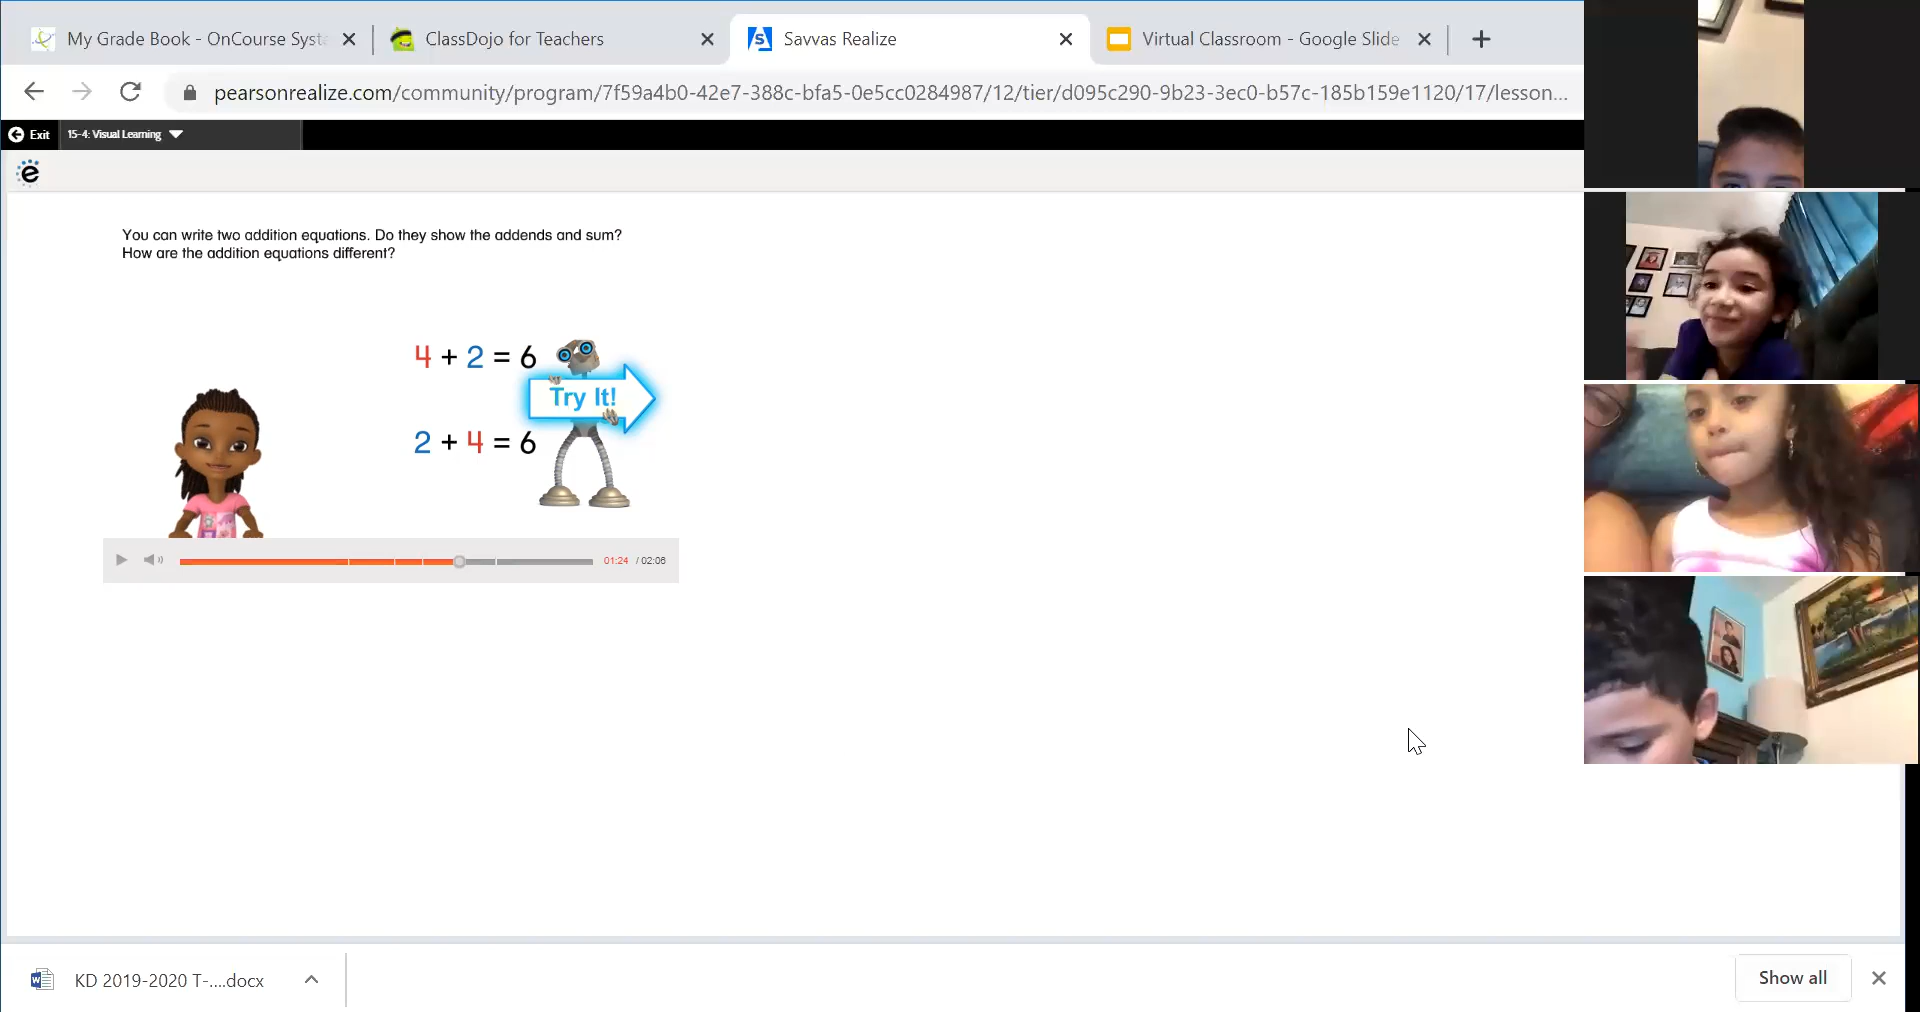 My Grade Book - OnCourse Syste
ClassDojo for Teachers
Savvas Realize
Virtual Classroom - Google Slide
pearsonrealize.com/community/program/7f59a4b0-42e7-388c-bfa5-0e5cc0284987/12/tier/d095c290-9b23-3ec0-b57c-185b159e1120/17/lesson...
Exit
15-4: Visual Learning
e
You can write two addition equations. Do they show the addends and sum?
How are the addition equations different?
4 + 2 = 6
Try It!
2 + 4 = 6
01:24 / 02:06
KD 2019-2020 T-....docx
Show all